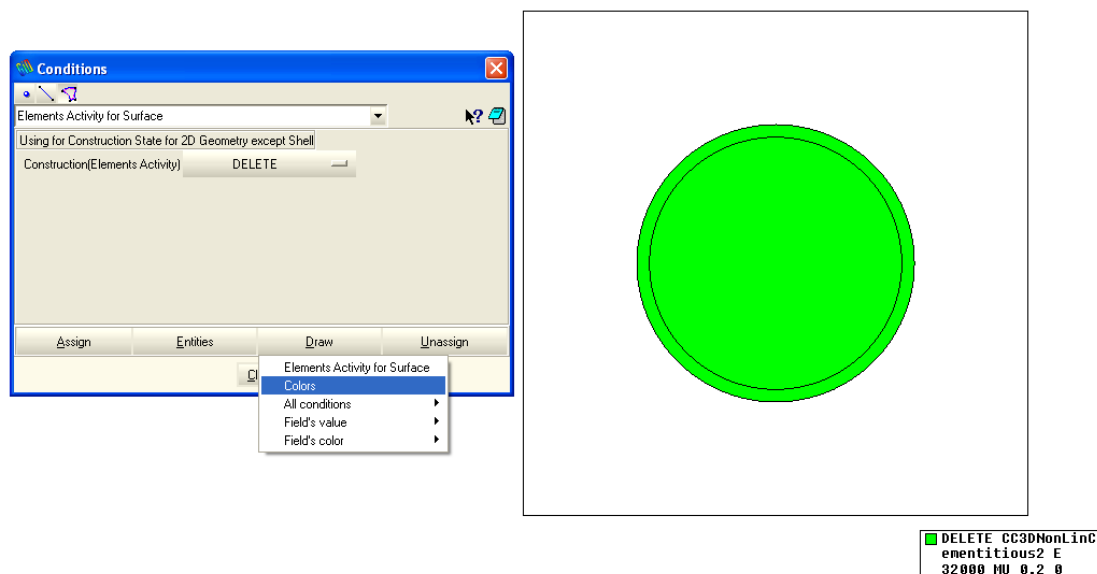 Conditions
Elements Activity for Surface
Using for Construction State for 2D Geometry except Shell
Construction(Elements Activity) DELETE
Assign Entities Draw Unassign
Cl
Elements Activity for Surface
Colors
All conditions
Field's value
Field's color
DELETE CC3DNonLinC
ementitious2 E
32000 MU 0.2 0